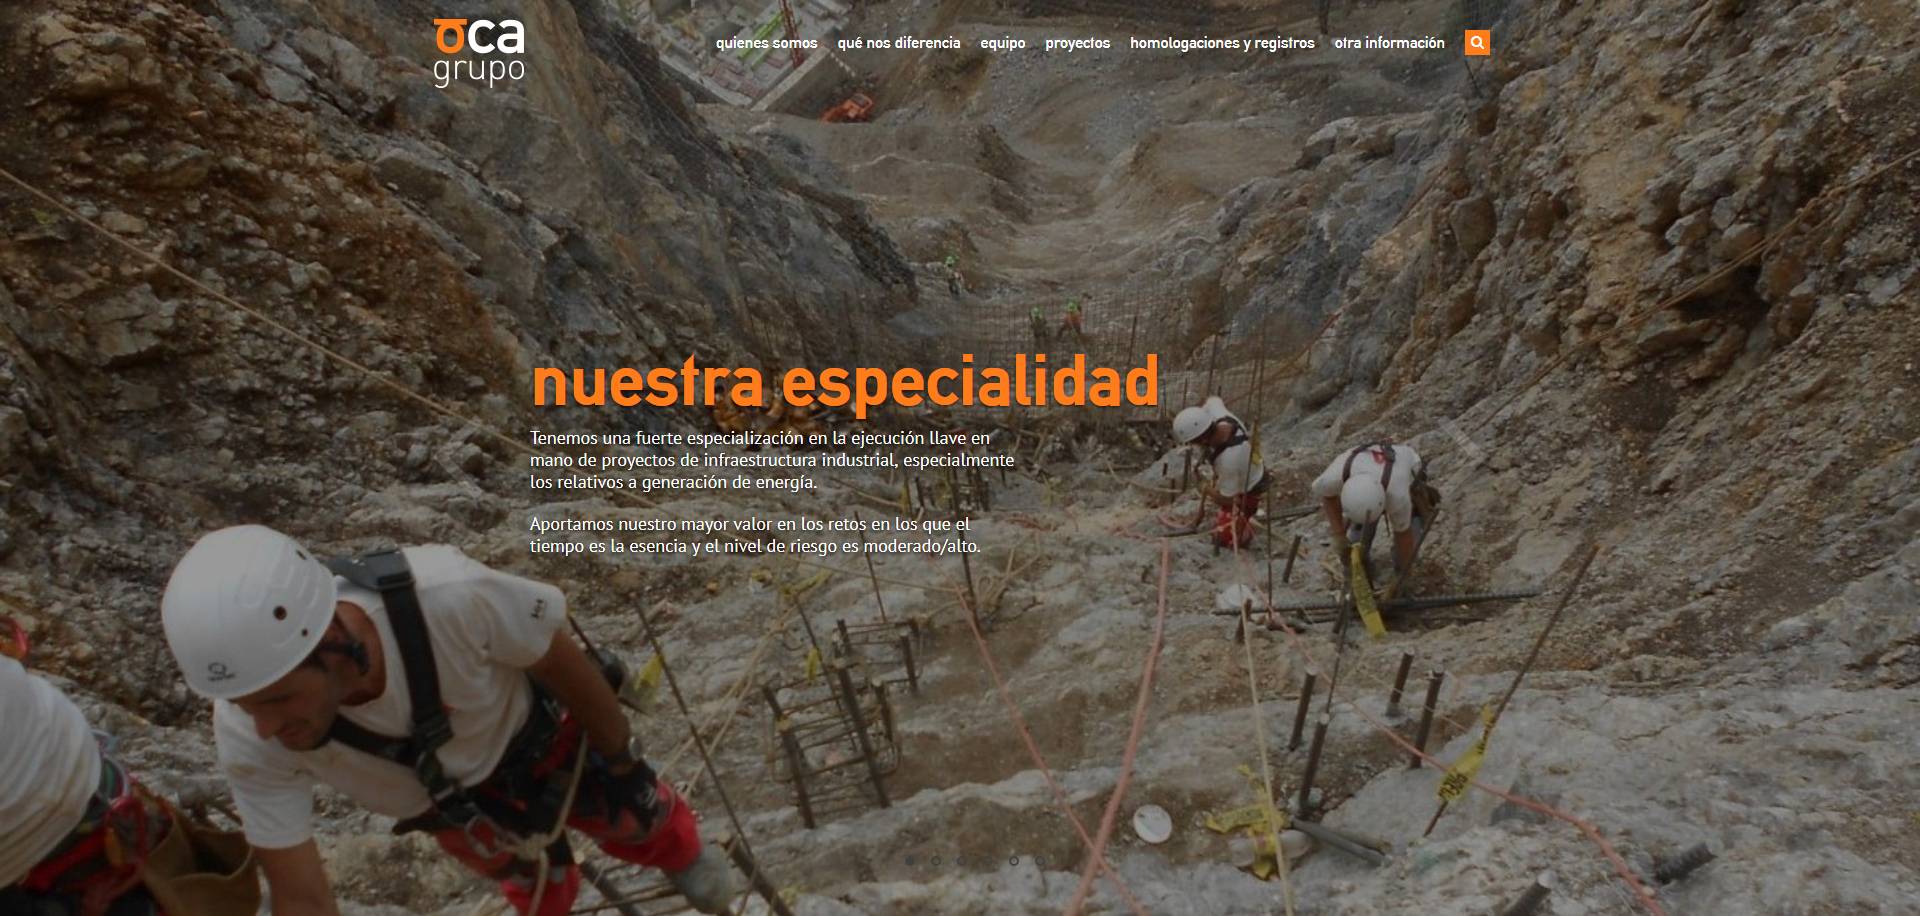 oca
grupo
quienes somos qué nos diferencia equipo proyectos homologaciones y registros otra información
nuestra especialidad
Tenemos una fuerte especialización en la ejecución llave en
mano de proyectos de infraestructura industrial, especialmente
los relativos a generación de energía.
Aportamos nuestro mayor valor en los retos en los que el
tiempo es la esencia y el nivel de riesgo es moderado/alto.